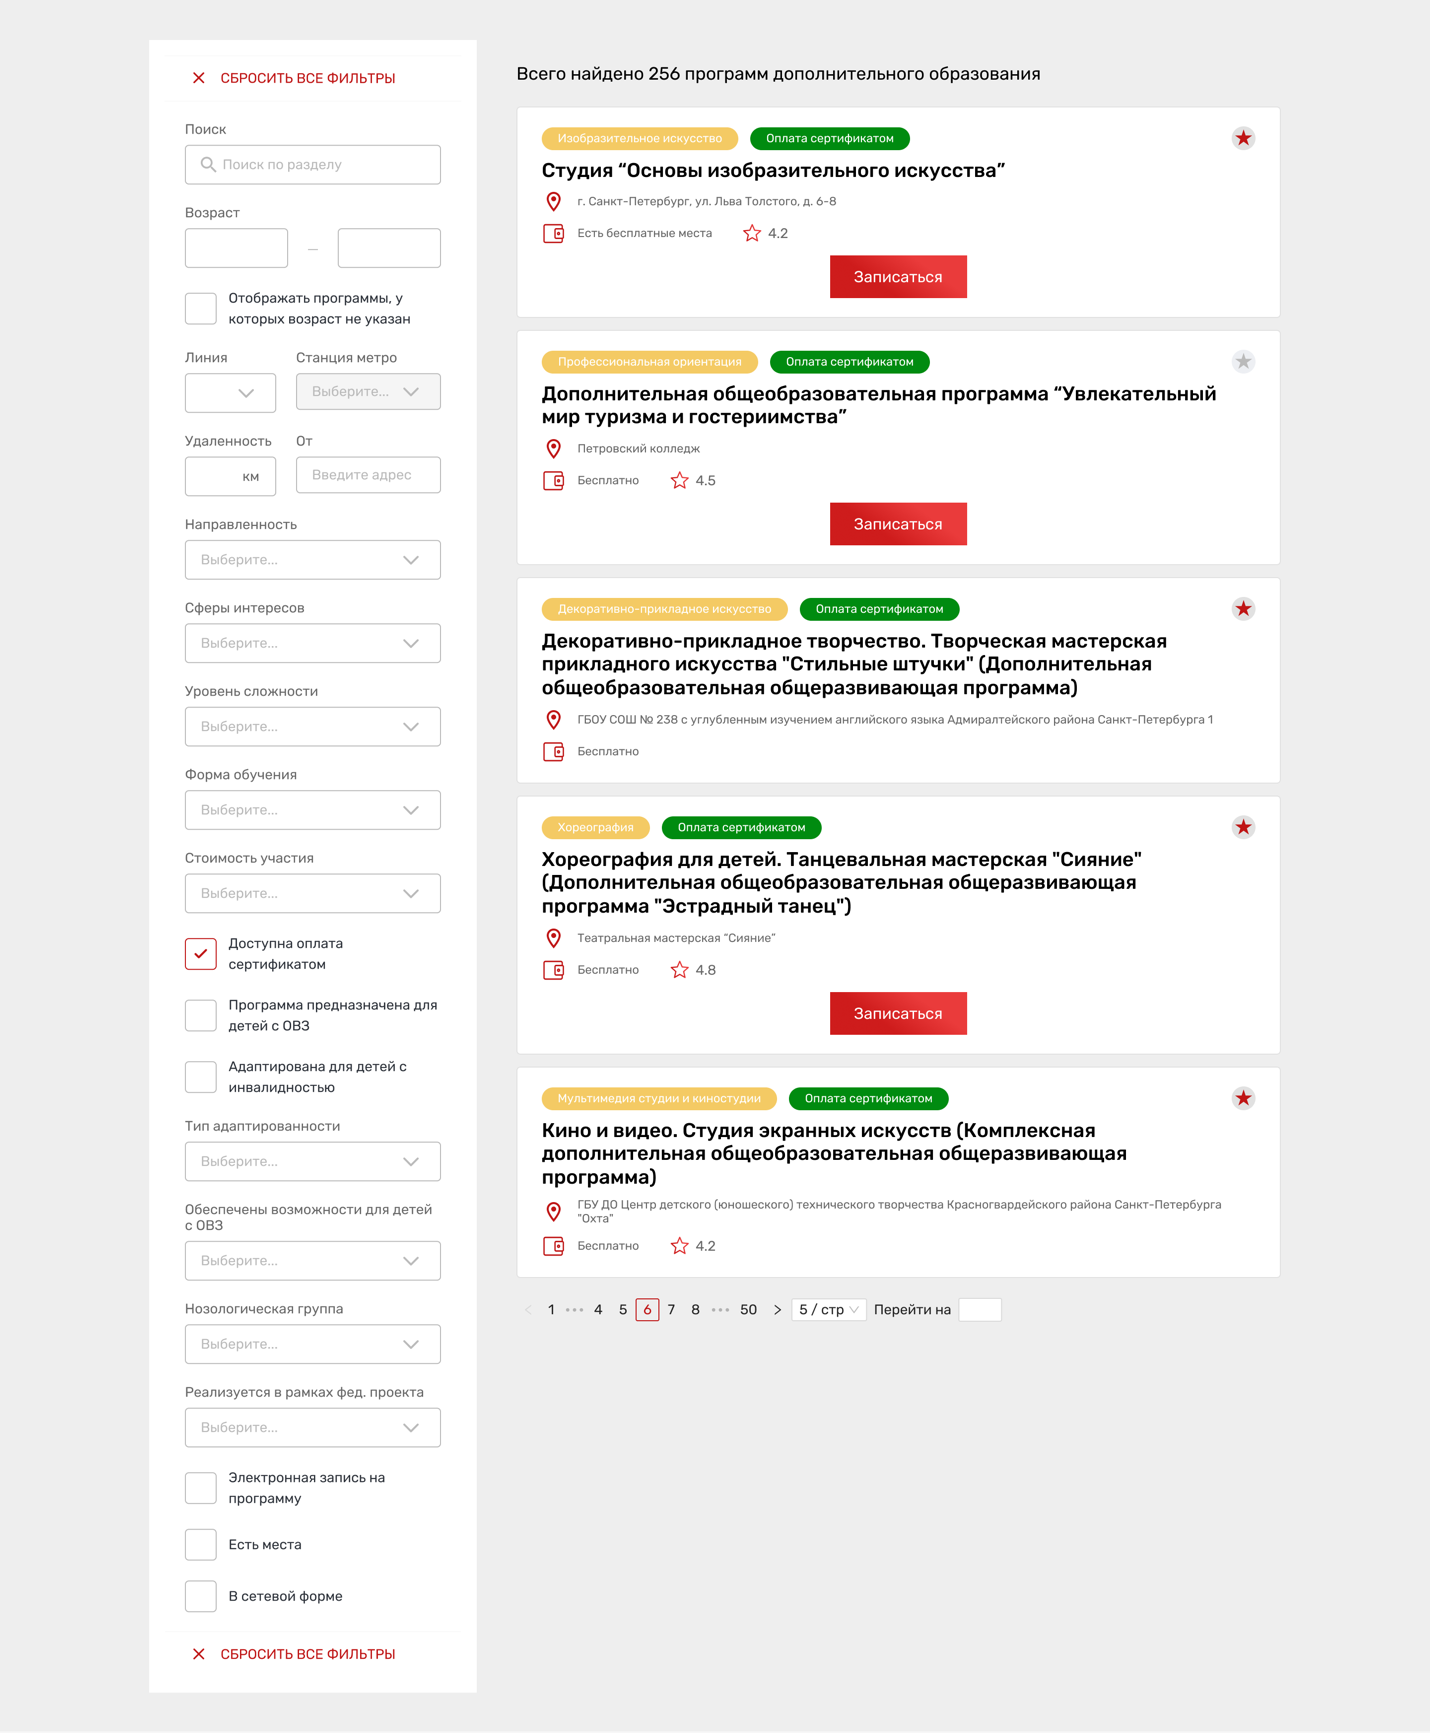 СБРОСИТЬ ВСЕ ФИЛЬТРЫ
Поиск
Поиск по разделу
Возраст
—
Отображать программы, у
которых возраст не указан
Линия
Станция метро
Выберите...
Удаленность
От
км
Введите адрес
Направленность
Выберите...
Сферы интересов
Выберите...
Уровень сложности
Выберите...
Форма обучения
Выберите...
Стоимость участия
Выберите...
Доступна оплата
сертификатом
Программа предназначена для
детей с ОВЗ
Адаптирована для детей с
инвалидностью
Тип адаптированности
Выберите...
Обеспечены возможности для детей
с ОВЗ
Выберите...
Нозологическая группа
Выберите...
Реализуется в рамках фед. проекта
Выберите...
Электронная запись на
программу
Есть места
В сетевой форме
СБРОСИТЬ ВСЕ ФИЛЬТРЫ
Всего найдено 256 программ дополнительного образования
Изобразительное искусство
Оплата сертификатом
Студия “Основы изобразительного искусства”
г. Санкт-Петербург, ул. Льва Толстого, д. 6-8
Есть бесплатные места
4.2
Записаться
Профессиональная ориентация
Оплата сертификатом
Дополнительная общеобразовательная программа “Увлекательный
мир туризма и гостериимства”
Петровский колледж
Бесплатно
4.5
Записаться
Декоративно-прикладное искусство
Оплата сертификатом
Декоративно-прикладное творчество. Творческая мастерская
прикладного искусства "Стильные штучки" (Дополнительная
общеобразовательная общеразвивающая программа)
ГБОУ СОШ № 238 с углубленным изучением английского языка Адмиралтейского района Санкт-Петербурга 1
Бесплатно
Хореография
Оплата сертификатом
Хореография для детей. Танцевальная мастерская "Сияние"
(Дополнительная общеобразовательная общеразвивающая
программа "Эстрадный танец")
Театральная мастерская “Сияние”
Бесплатно
4.8
Записаться
Мультимедия студии и киностудии
Оплата сертификатом
Кино и видео. Студия экранных искусств (Комплексная
дополнительная общеобразовательная общеразвивающая
программа)
ГБУ ДО Центр детского (юношеского) технического творчества Красногвардейского района Санкт-Петербурга
"Охта"
Бесплатно
4.2
1 ••• 4 5 6 7 8 ••• 50 > 5 / стр Перейти на